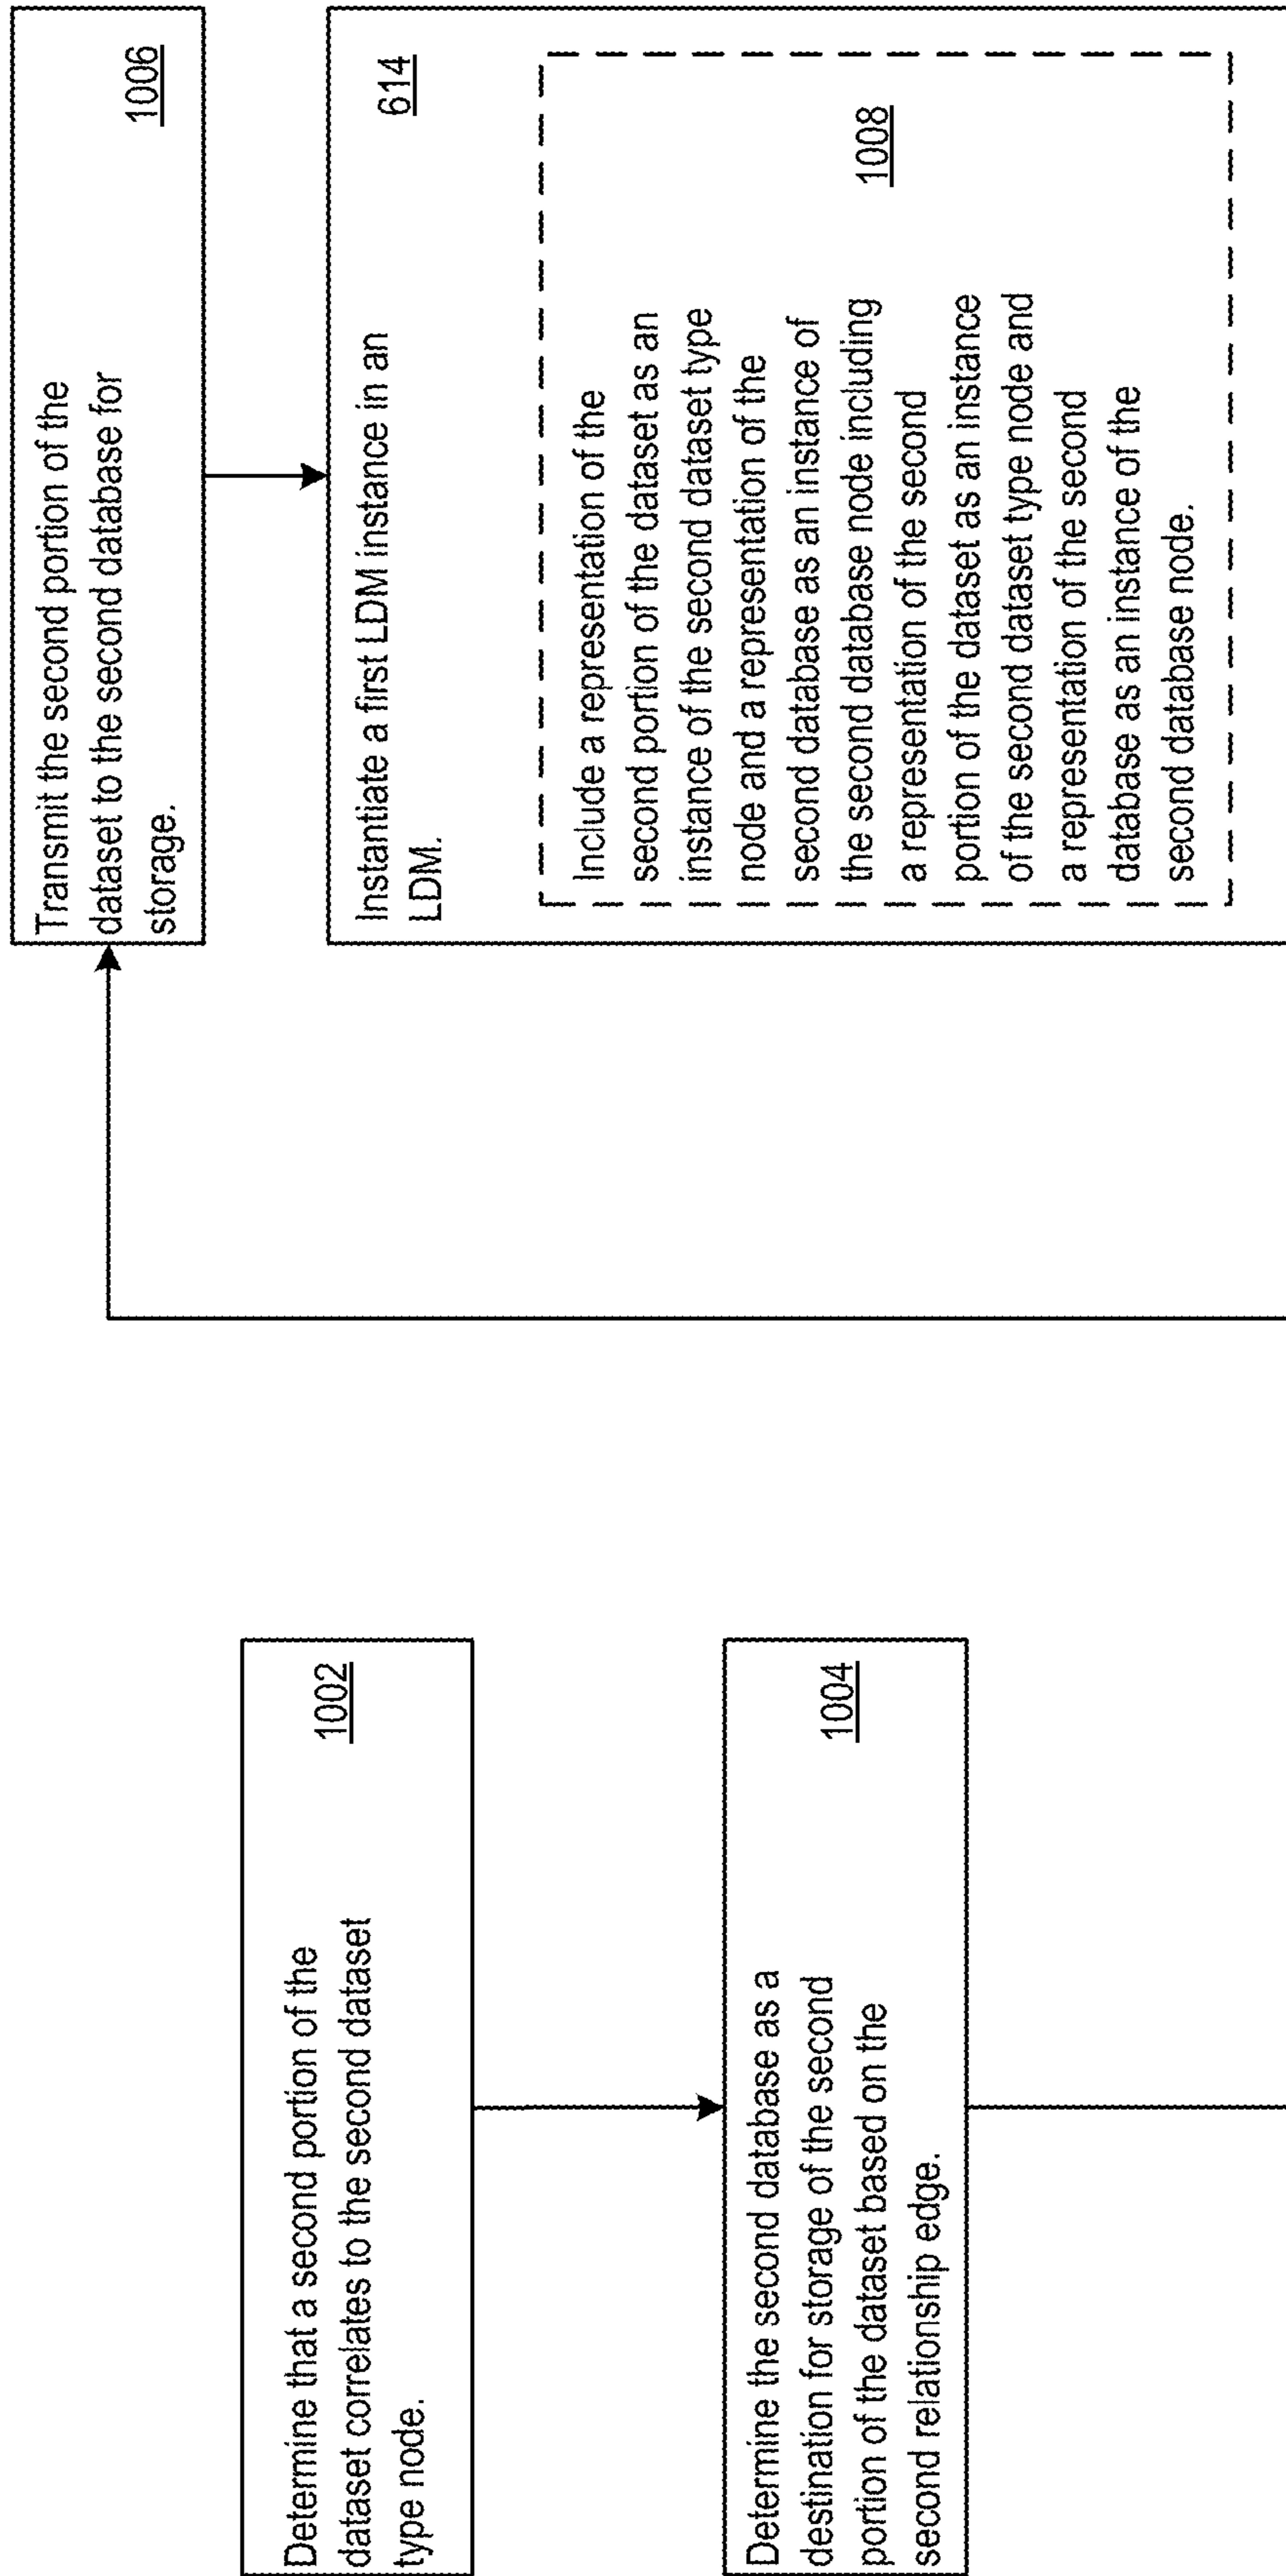 Determine that a second portion of the
dataset correlates to the second dataset
type node.
1002
Determine the second database as a
destination for storage of the second
portion of the dataset based on the
second relationship edge.
1004
Transmit the second portion of the
dataset to the second database for
storage.
1006
Instantiate a first LDM instance in an
LDM.
614
Include a representation of the
second portion of the dataset as an
instance of the second dataset type
node and a representation of the
second database as an instance of
the second database node including
a representation of the second
portion of the dataset as an instance
of the second dataset type node and
a representation of the second
database as an instance of the
second database node.
1008